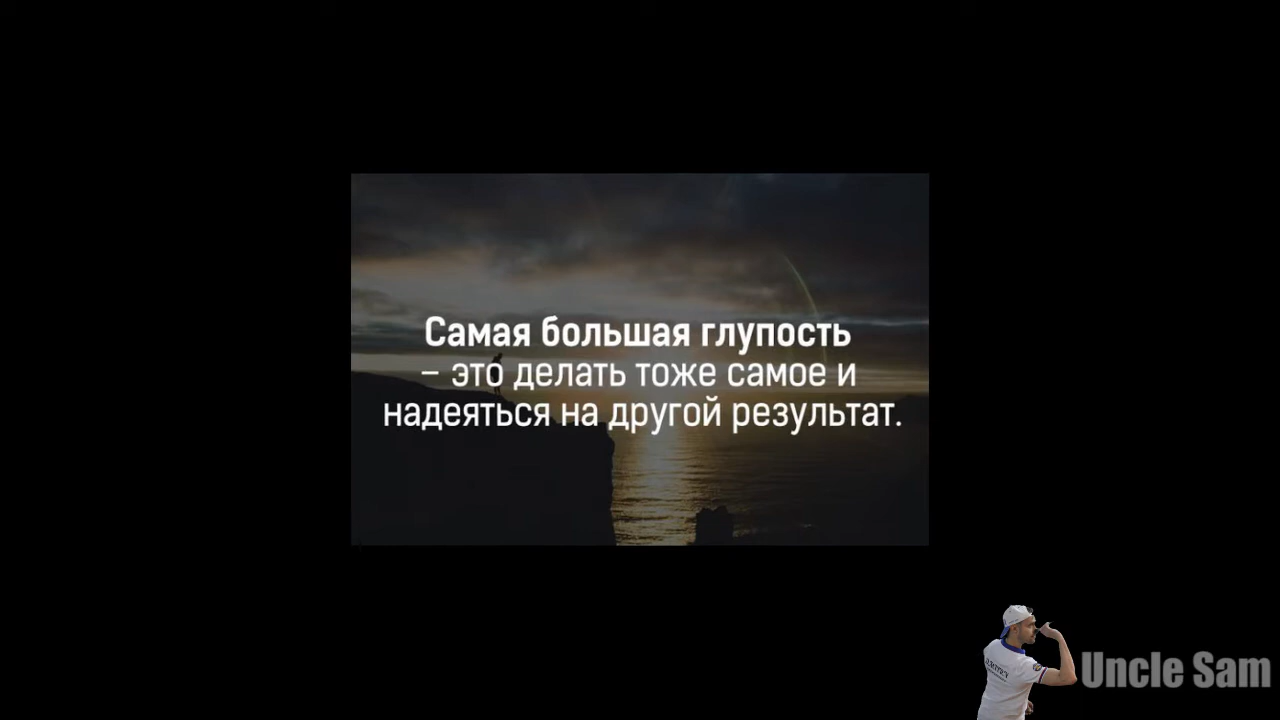 Самая большая глупость
– это делать тоже самое и
надеяться на другой результат.
Uncle Sam